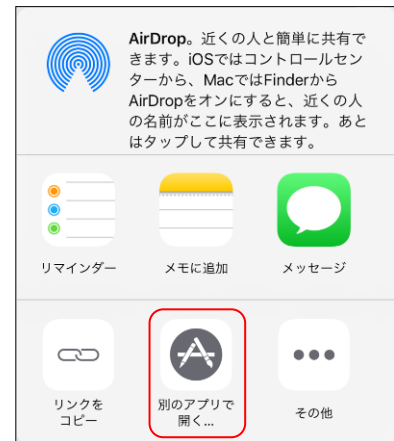 AirDrop。近くの人と簡単に共有で
きます。iOSではコントロールセン
ターから、MacではFinderから
AirDropをオンにすると、近くの人
の名前がここに表示されます。あと
はタップして共有できます。
リマインダー
メモに追加
メッセージ
リンクを
コピー
別のアプリで
開く...
その他